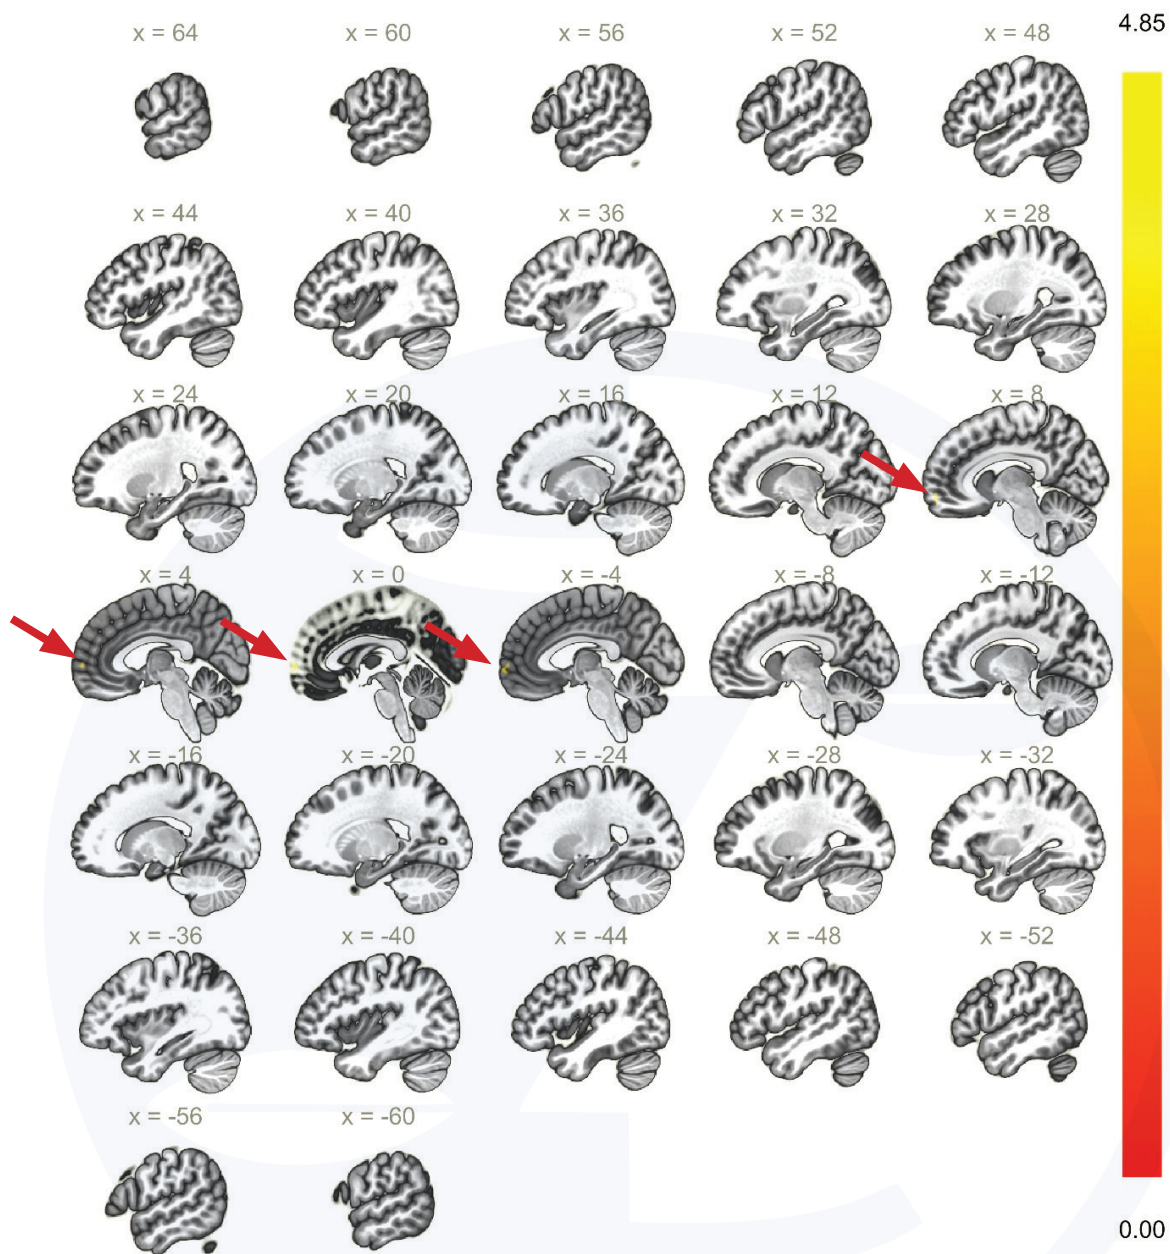 4.85
x = 64 x = 60 x = 56 x = 52 x = 48
x = 44 x = 40 x = 36 x = 32 x = 28
x = 24 x = 20 x = 16 x = 12 x = 8
x = 4 x = 0 x = -4 x = -8 x = -12
x = -16 x = -20 x = -24 x = -28 x = -32
x = -36 x = -40 x = -44 x = -48 x = -52
x = -56 x = -60
0.00